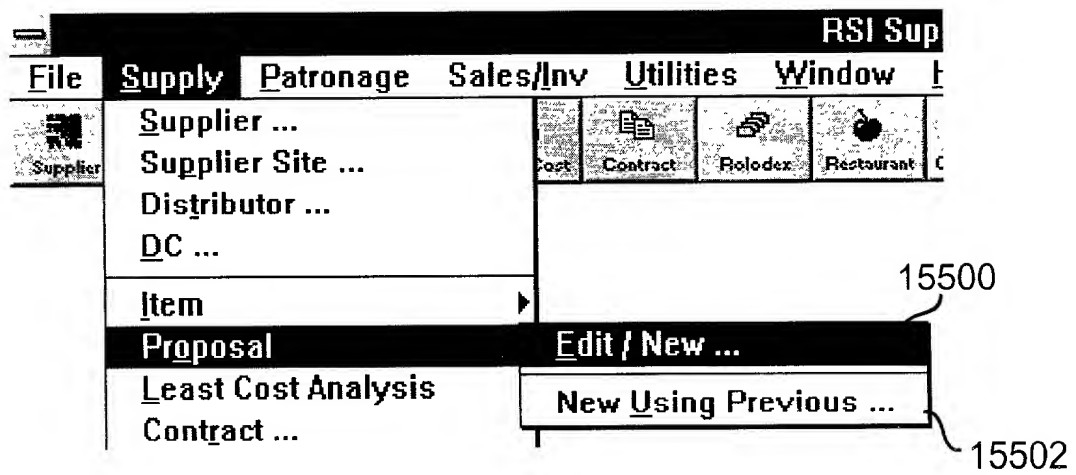 RSI Sup
File Supply Patronage Sales/Inv Utilities Window H
Supplier Cost Contract Rolodex Restaurant C
Supplier ...
Supplier Site ...
Distributor ...
DC ...
Item
Proposal
Least Cost Analysis
Contract ...
15500
Edit / New ...
New Using Previous ...
15502